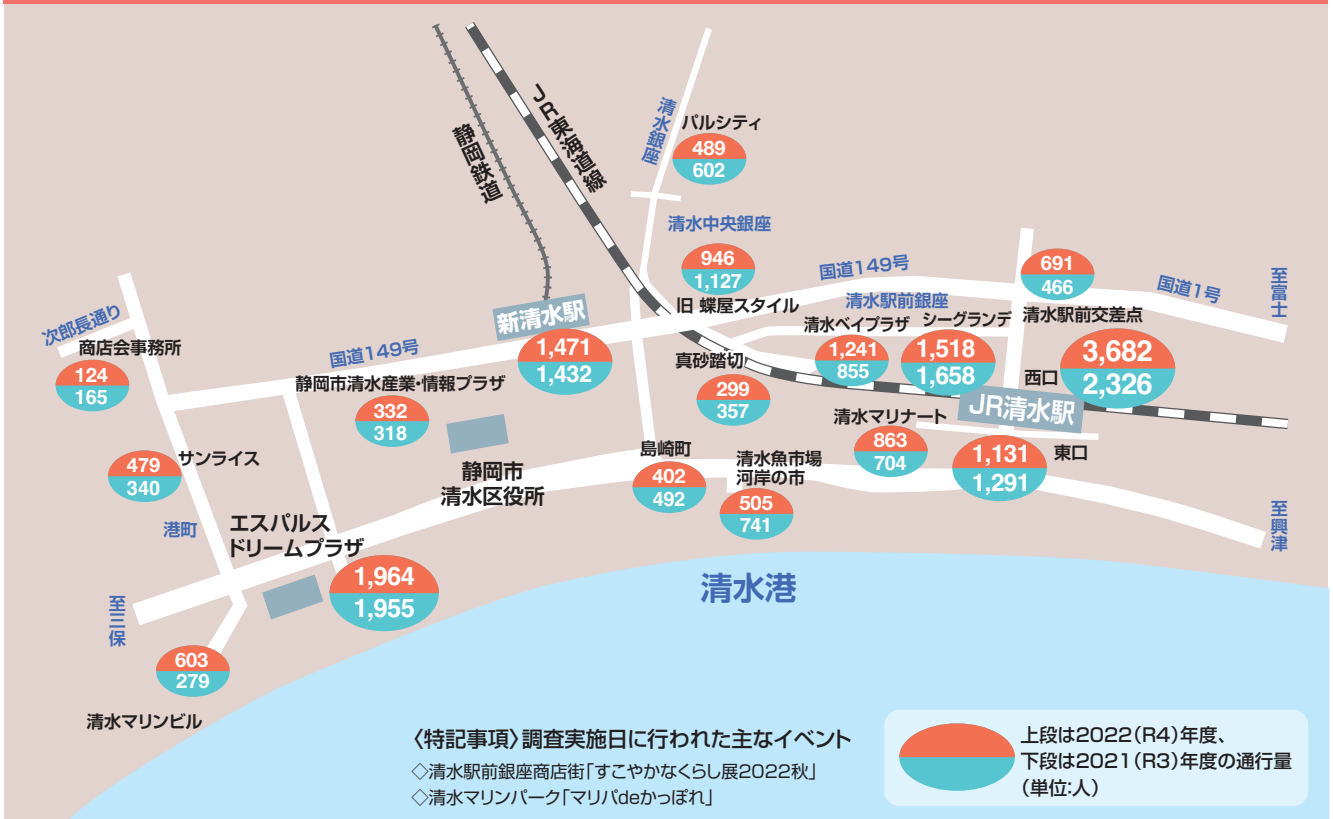 静岡鉄道
JR東海道線
清水銀座
パルシティ
489
602
清水中央銀座
946
1,127
旧 蝶屋スタイル
国道149号
691
466
国道1号
至富士
清水駅前銀座
清水ベイプラザ
シーグランデ
清水駅前交差点
1,241
855
1,518
1,658
3,682
2,326
西口
JR清水駅
次郎長通り
商店会事務所
124
165
国道149号
新清水駅
1,471
1,432
静岡市清水産業・情報プラザ
332
318
真砂踏切
299
357
清水マリナート
863
704
1,131
1,291
東口
479
340
サンライス
静岡市
清水区役所
島崎町
402
492
清水魚市場
河岸の市
505
741
至興津
港町
エスパルス
ドリームプラザ
1,964
1,955
清水港
至三保
603
279
清水マリンビル
〈特記事項〉調査実施日に行われた主なイベント
◇清水駅前銀座商店街「すこやかなくらし展2022秋」
◇清水マリンパーク「マリパdeかっぽれ」
上段は2022(R4)年度、
下段は2021(R3)年度の通行量
(単位:人)